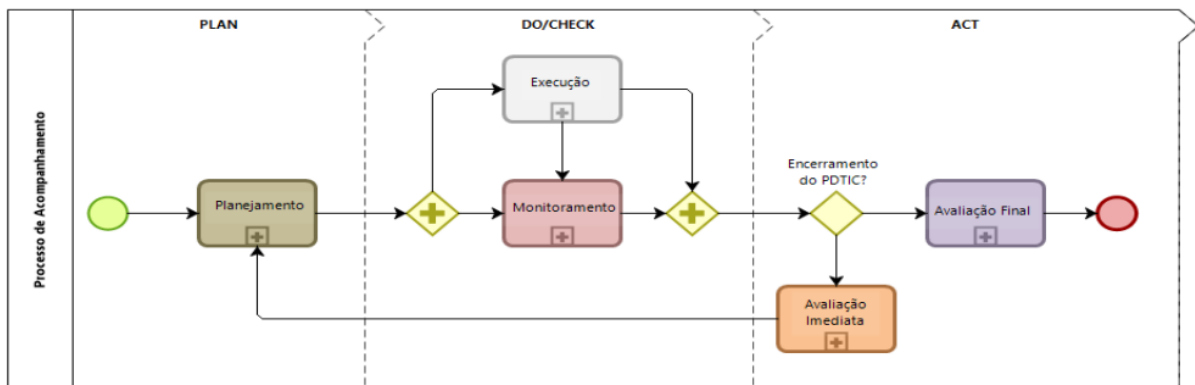 PLAN
DO/CHECK
ACT
Processo de Acompanhamento
Execução
Planejamento
Monitoramento
Encerramento
do PDTIC?
Avaliação Final
Avaliação
Imediata